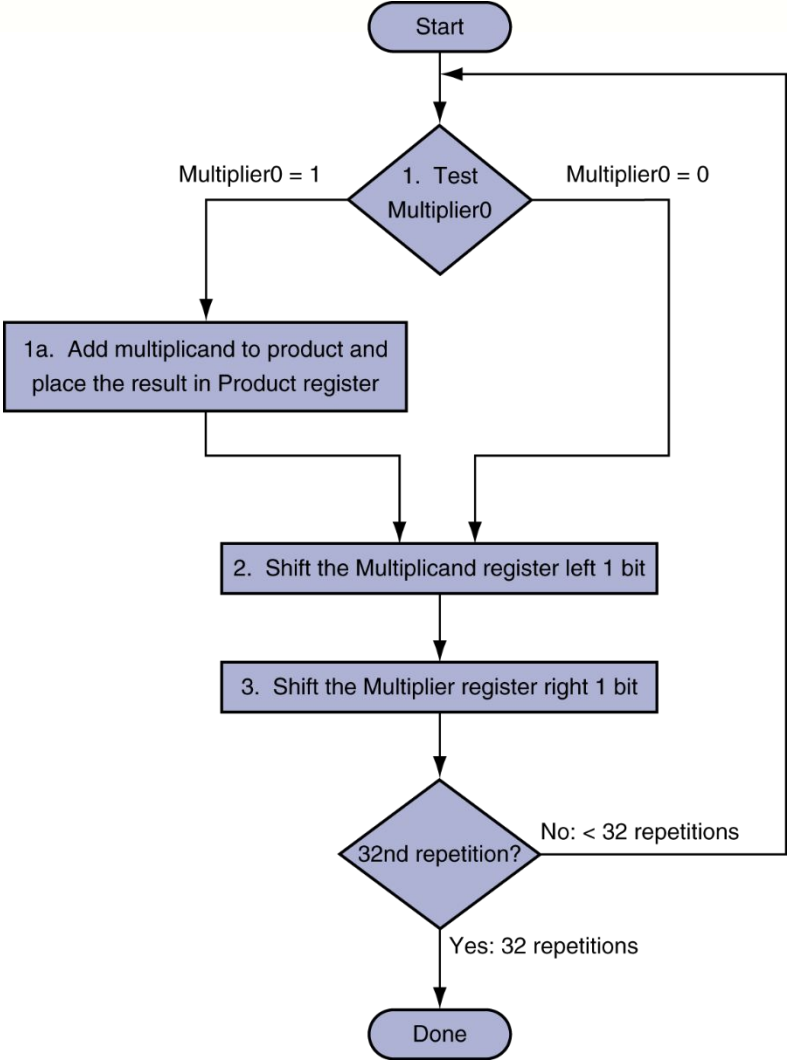 Start
Multiplier0 = 1
1. Test
Multiplier0
Multiplier0 = 0
1a. Add multiplicand to product and
place the result in Product register
2. Shift the Multiplicand register left 1 bit
3. Shift the Multiplier register right 1 bit
32nd repetition?
No: < 32 repetitions
Yes: 32 repetitions
Done